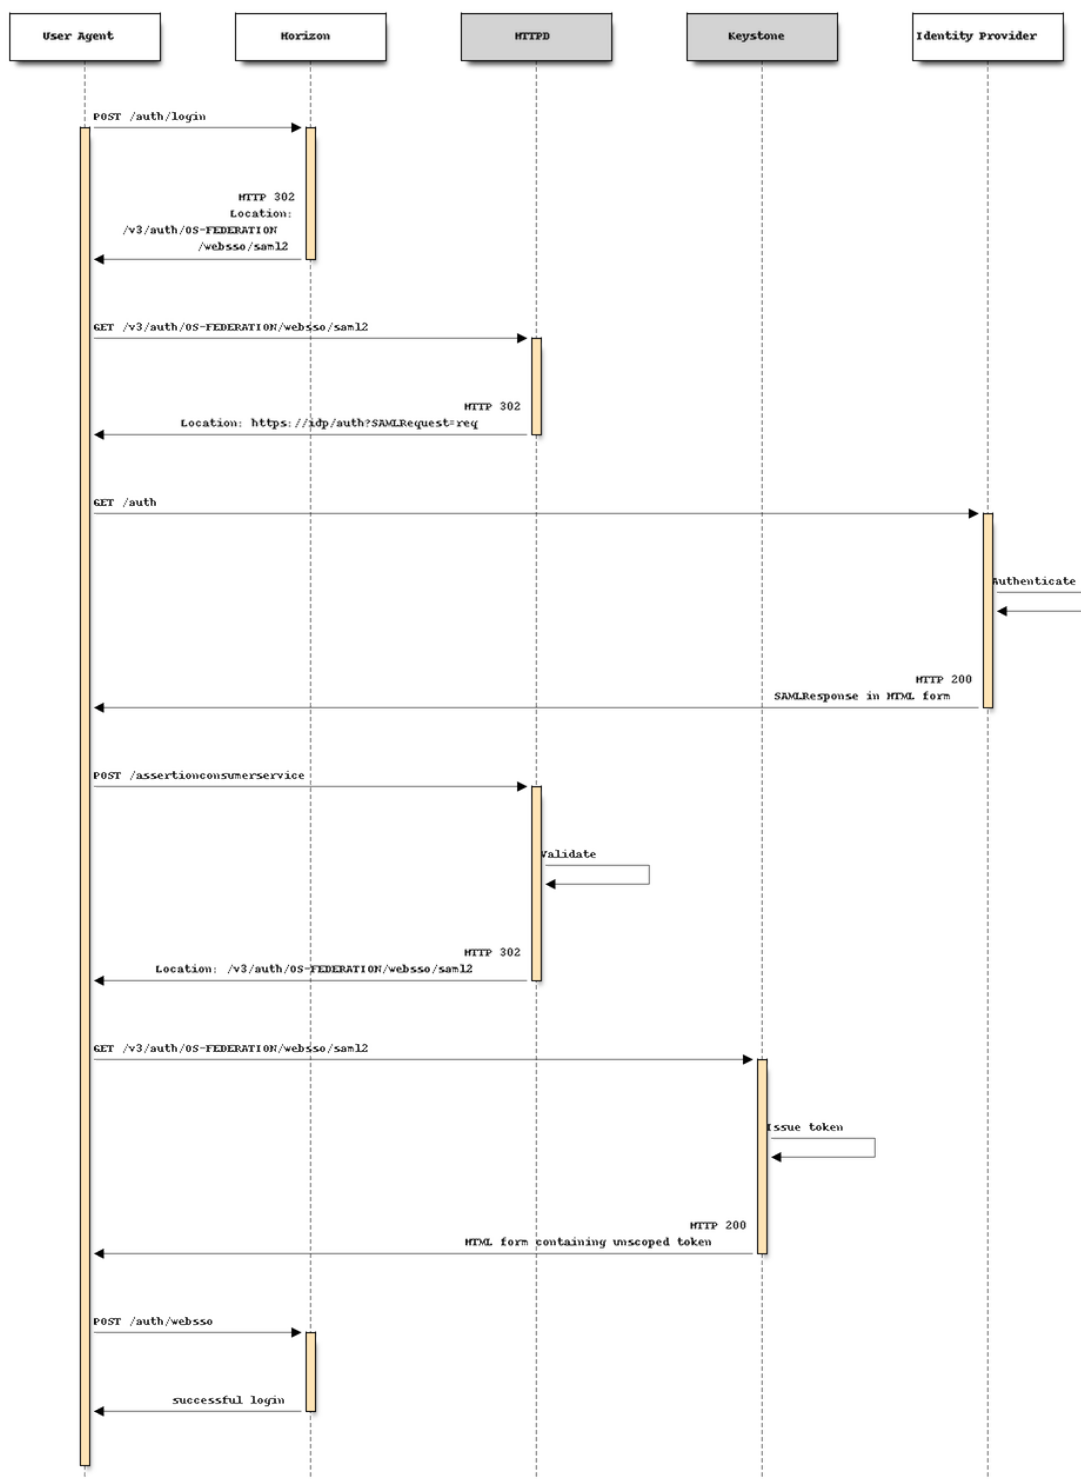 User Agent
Horizon
HTTPD
Keystone
Identity Provider
POST /auth/login
HTTP 302
Location:
/v3/auth/OS-FEDERATION
/websso/saml2
GET /v3/auth/OS-FEDERATION/websso/saml2
HTTP 302
Location: https://idp/auth?SAMLRequest=req
GET /auth
Authenticate
HTTP 200
SAMLResponse in HTML form
POST /assertionconsumerservice
Validate
HTTP 302
Location: /v3/auth/OS-FEDERATION/websso/saml2
GET /v3/auth/OS-FEDERATION/websso/saml2
Issue token
HTTP 200
HTML form containing unscoped token
POST /auth/websso
successful login